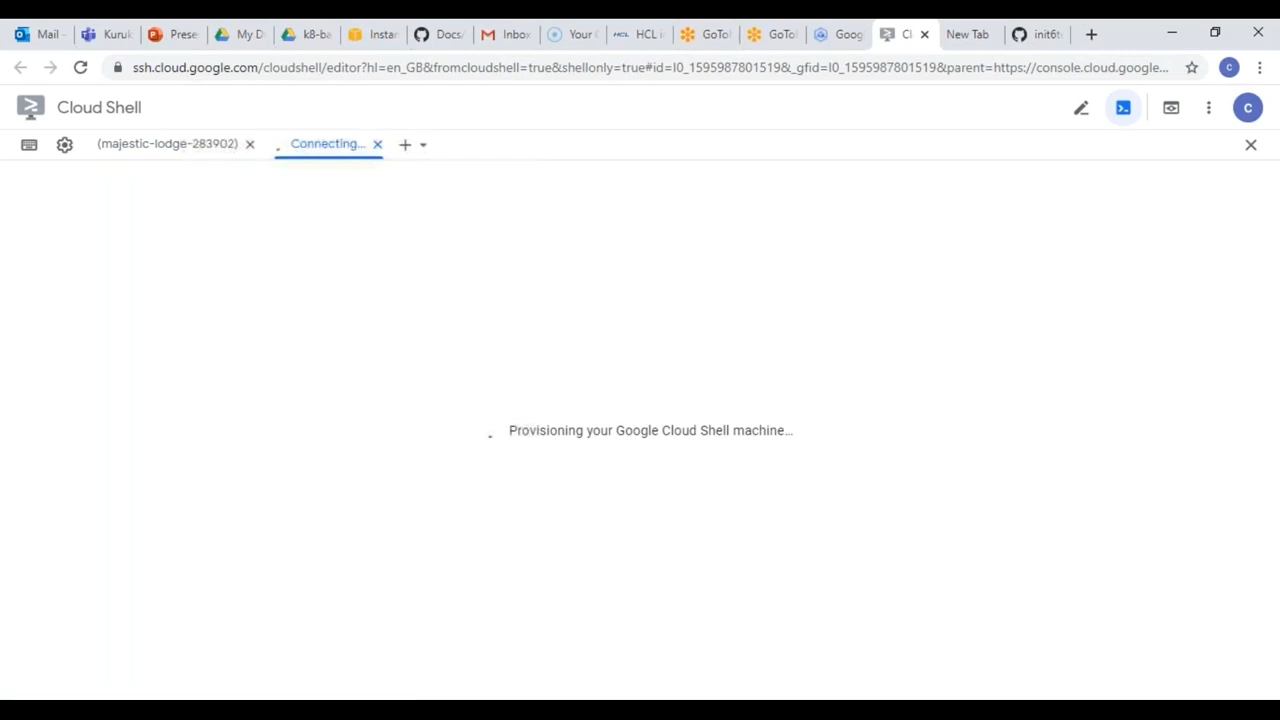 Mail
Kuruk
Prese
My D
k8-ba
Instar
Docs/
Inbox
Your
HCL i
GoTo
GoTo
Goog
Cl
New Tab
init6
ssh.cloud.google.com/cloudshell/editor?hl=en_GB&fromcloudshell=true&shellonly=true#id=I0_1595987801519&_gfid=I0_1595987801519&parent=https://console.cloud.google...
C
Cloud Shell
C
(majestic-lodge-283902)
Connecting...
Provisioning your Google Cloud Shell machine...